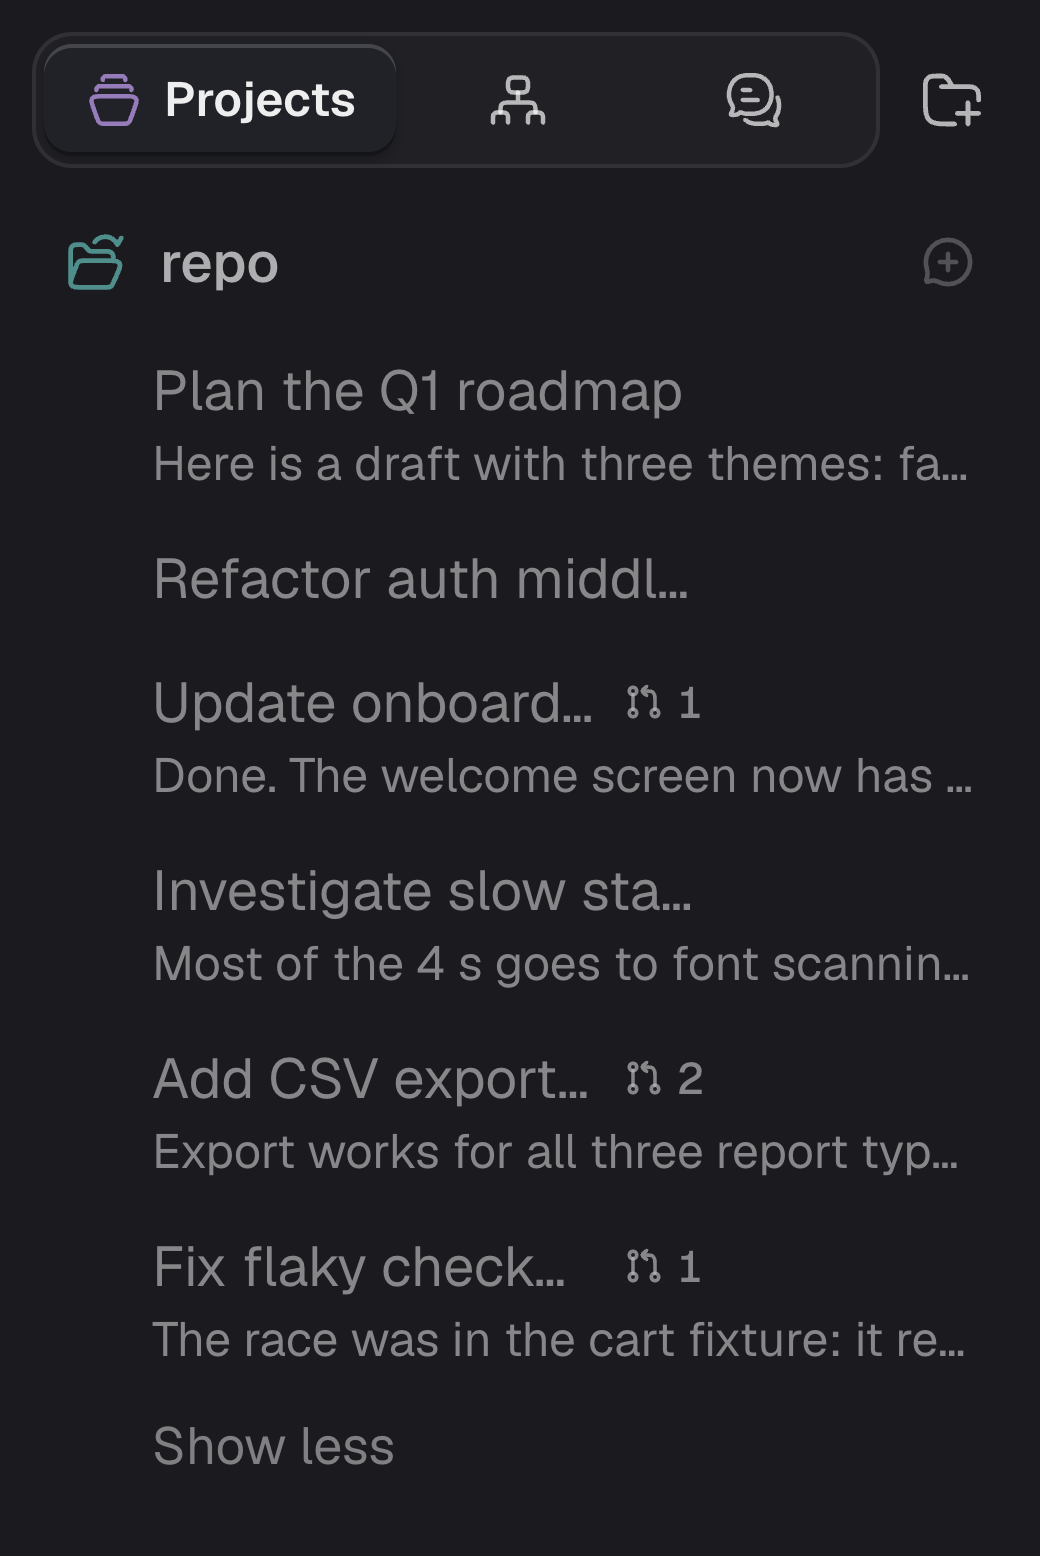 Projects
repo
Plan the Q1 roadmap
Here is a draft with three themes: fa...
Refactor auth middl...
Update onboard... 1
Done. The welcome screen now has ...
Investigate slow sta...
Most of the 4 s goes to font scannin...
Add CSV export... 2
Export works for all three report typ...
Fix flaky check... 1
The race was in the cart fixture: it re...
Show less